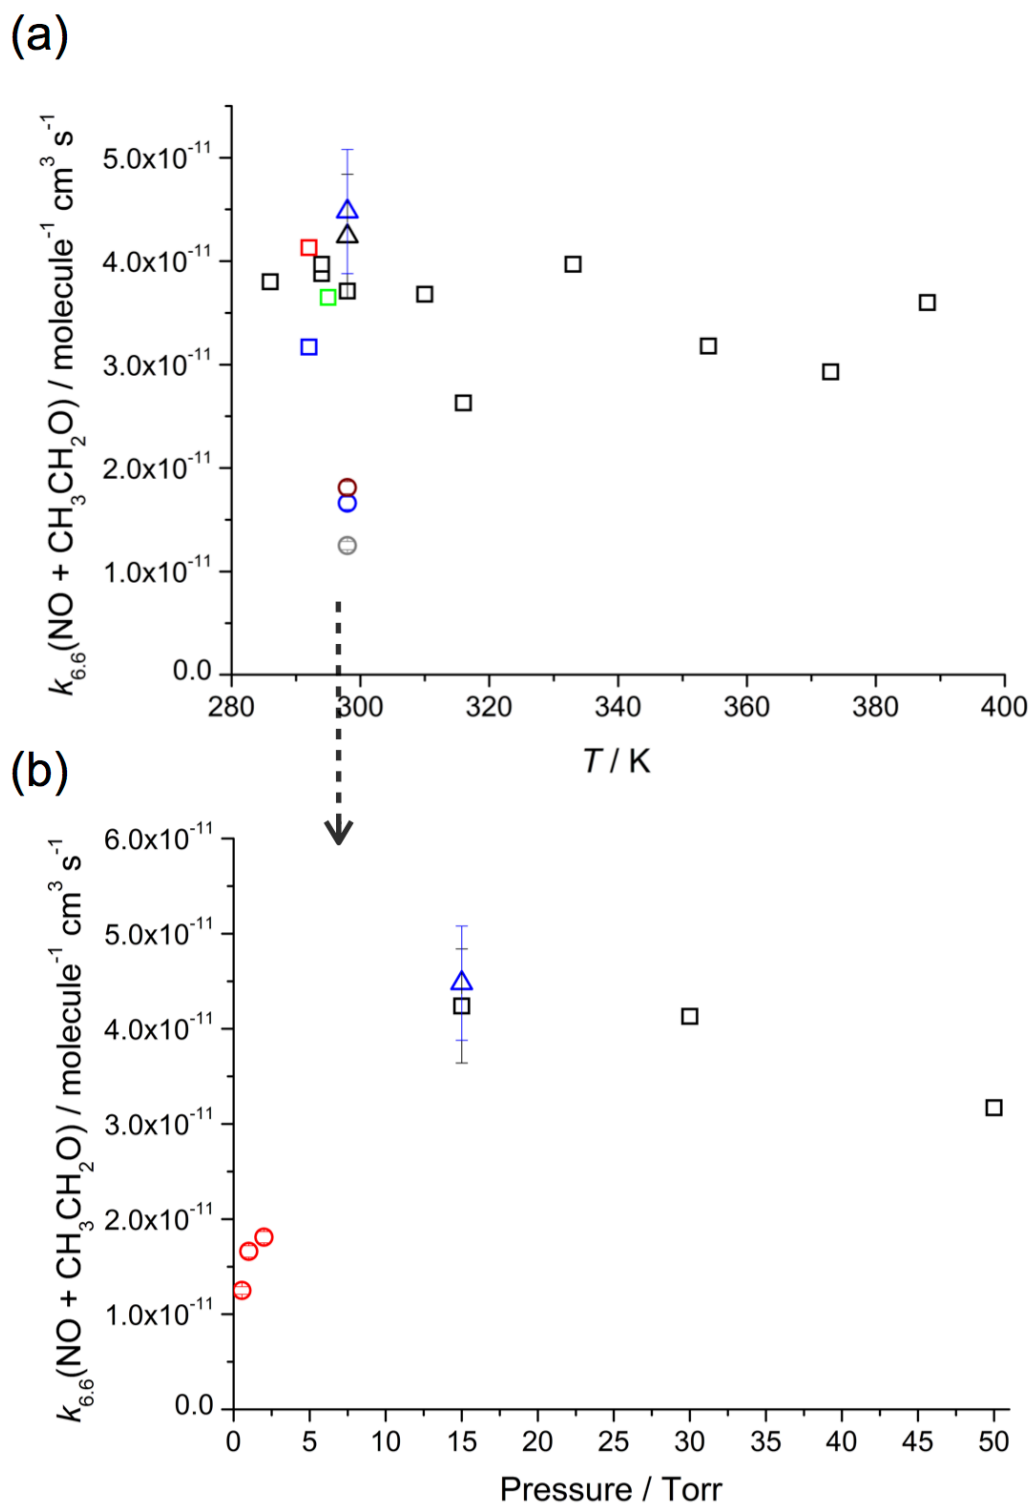 (a)
k6.6(NO + CH3CH2O) / molecule-1 cm3 s-1
5.0x10-11
4.0x10-11
3.0x10-11
2.0x10-11
1.0x10-11
0.0
280 300 320 340 360 380 400
T / K
(b)
k6.6(NO + CH3CH2O) / molecule-1 cm3 s-1
6.0x10-11
5.0x10-11
4.0x10-11
3.0x10-11
2.0x10-11
1.0x10-11
0.0
0 5 10 15 20 25 30 35 40 45 50
Pressure / Torr